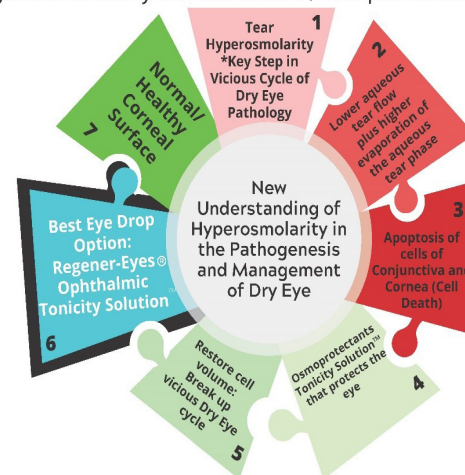 1
Tear
Hyperosmolarity
*Key Step in
Vicious Cycle of
Dry Eye
Pathology
2
Lower aqueous
tear flow
plus higher
evaporation of
the aqueous
tear phase
3
Apoptosis of
cells of
Conjunctiva and
Cornea (Cell
Death)
Osmoprotectants
Tonicity Solution™
that protects the
eye
4
Restore cell
volume:
Break up
vicious Dry Eye
cycle
5
Best Eye Drop
Option:
Regener-Eyes®
Ophthalmic
Tonicity Solution
6
Normal/
Healthy
Corneal
Surface
7
New
Understanding of
Hyperosmolarity in
the Pathogenesis
and Management
of Dry Eye